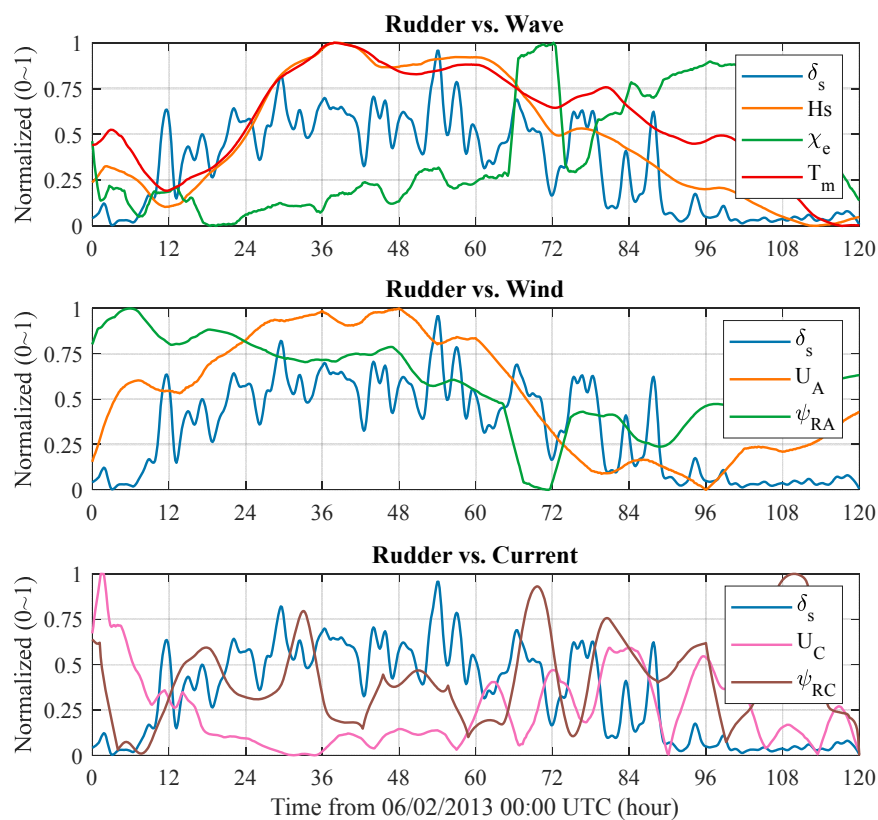 Rudder vs. Wave
Normalized (0~1)
1
0.75
0.5
0.25
0
0 12 24 36 48 60 72 84 96 108 120
δs
Hs
χe
Tm
Rudder vs. Wind
Normalized (0~1)
1
0.75
0.5
0.25
0
0 12 24 36 48 60 72 84 96 108 120
δs
UA
ψRA
Rudder vs. Current
Normalized (0~1)
1
0.75
0.5
0.25
0
0 12 24 36 48 60 72 84 96 108 120
δs
UC
ψRC
Time from 06/02/2013 00:00 UTC (hour)